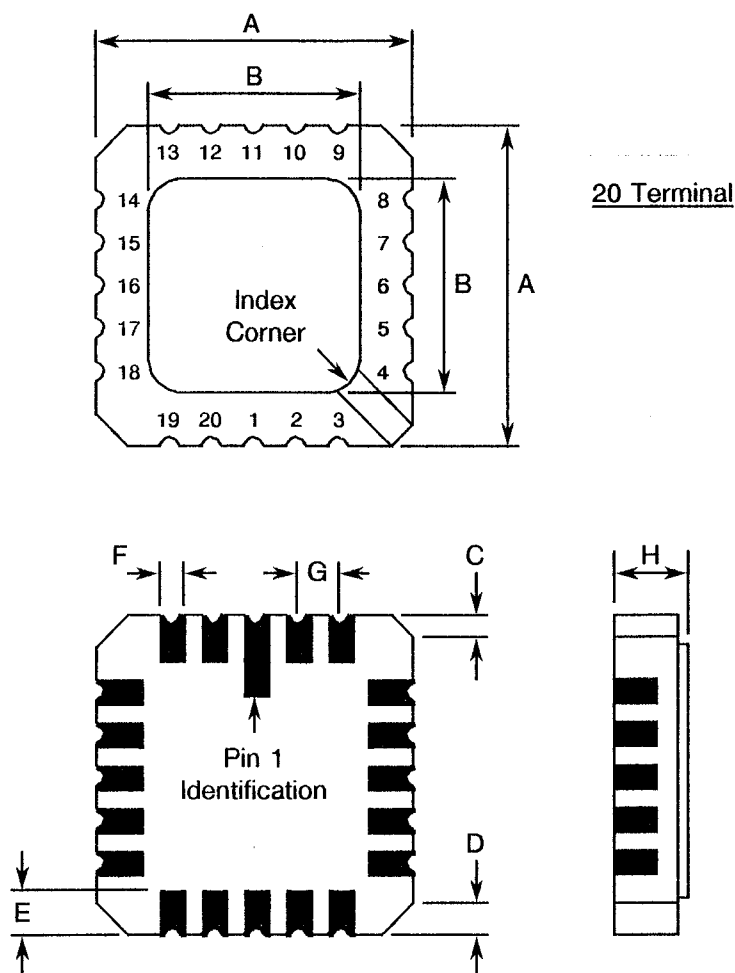 A
B
13 12 11 10 9
14
15
16
17
18
8
7
6
5
4
B
A
20 Terminal
Index
Corner
19 20 1 2 3
F
G
C
H
Pin 1
Identification
D
E